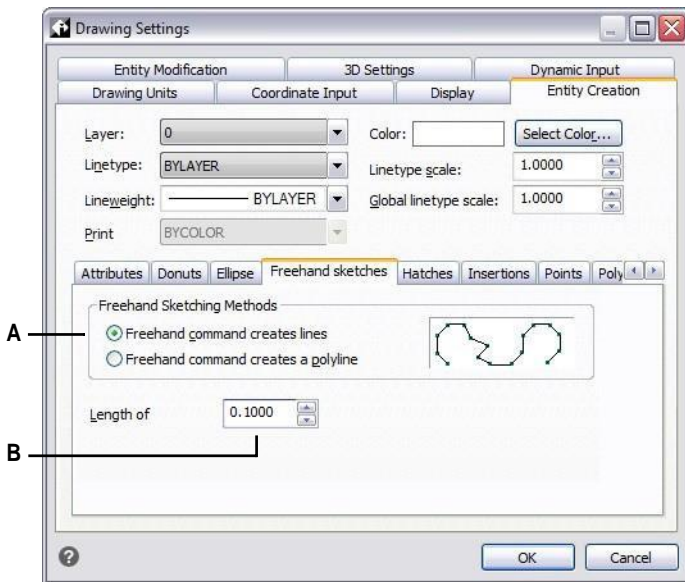 Drawing Settings
Entity Modification 3D Settings Dynamic Input
Drawing Units Coordinate Input Display Entity Creation
Layer: 0 Color: Select Color...
Linetype: BYLAYER Linetype scale: 1.0000
Lineweight: BYLAYER Global linetype scale: 1.0000
Print BYCOLOR
Attributes Donuts Ellipse Freehand sketches Hatches Insertions Points Poly
Freehand Sketching Methods
A Freehand command creates lines
Freehand command creates a polyline
Length of 0.1000
B
? OK Cancel